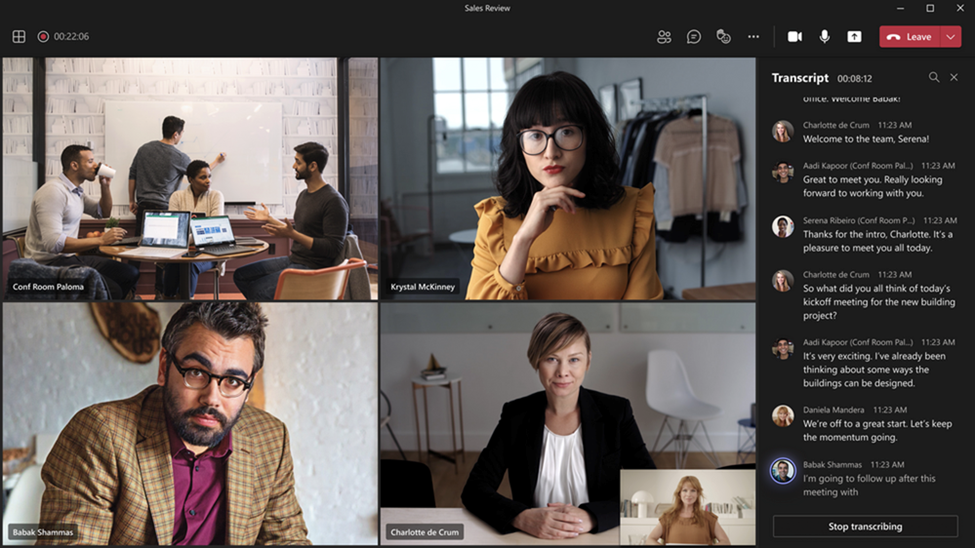 Sales Review
00:22:06
Leave
Conf Room Paloma
Krystal McKinney
Babak Shammas
Charlotte de Crum
Transcript 00:08:12
office. Welcome Babak!
Charlotte de Crum 11:23 AM
Welcome to the team, Serena!
Aadi Kapoor (Conf Room Pal...) 11:23 AM
Great to meet you. Really looking
forward to working with you.
Serena Ribeiro (Conf Room P...) 11:23 AM
Thanks for the intro, Charlotte. It's a
pleasure to meet you all today.
Charlotte de Crum 11:23 AM
So what did you all think of today's
kickoff meeting for the new building
project?
Aadi Kapoor (Conf Room Pal...) 11:23 AM
It's very exciting. I've already been
thinking about some ways the
buildings can be designed.
Daniela Mandera 11:23 AM
We're off to a great start. Let's keep
the momentum going.
Babak Shammas 11:23 AM
I'm going to follow up after this
meeting with
Stop transcribing